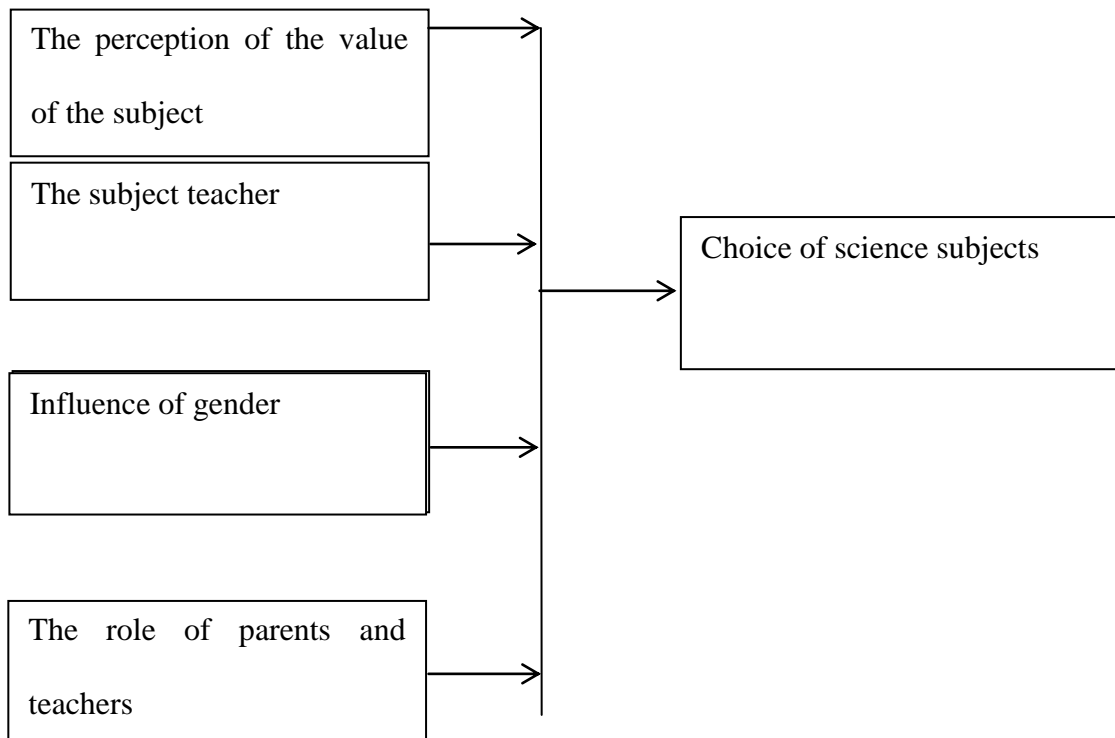 The perception of the value
of the subject
The subject teacher
Choice of science subjects
Influence of gender
The role of parents and
teachers